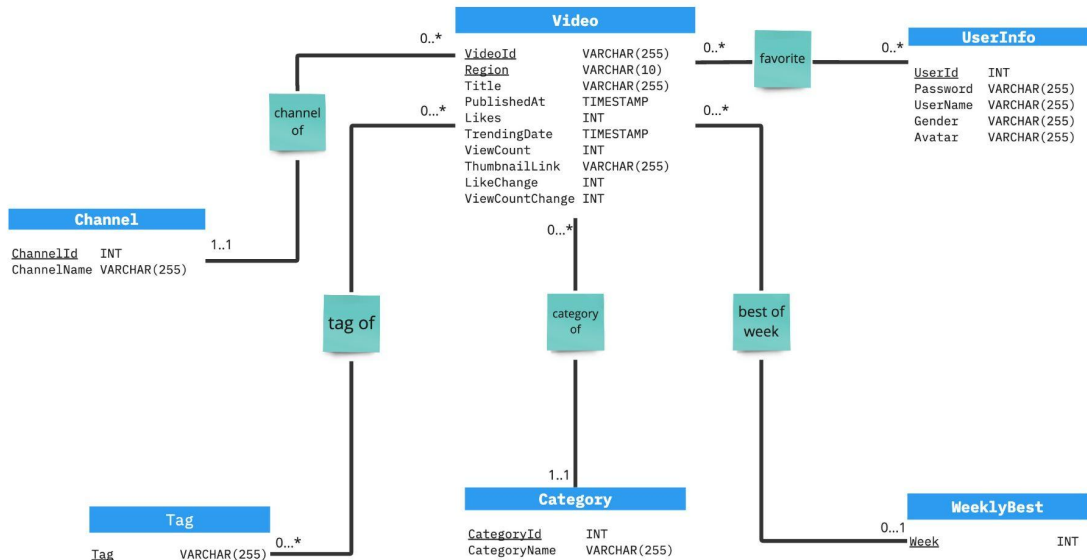 Video
VideoId VARCHAR(255)
Region VARCHAR(10)
Title VARCHAR(255)
PublishedAt TIMESTAMP
Likes INT
TrendingDate TIMESTAMP
ViewCount INT
ThumbnailLink VARCHAR(255)
LikeChange INT
ViewCountChange INT
0..*
0...*
0..*
0...*
0...*
favorite
0..*
UserInfo
UserId INT
Password VARCHAR(255)
UserName VARCHAR(255)
Gender VARCHAR(255)
Avatar VARCHAR(255)
channel
of
Channel
ChannelId INT
ChannelName VARCHAR(255)
1..1
tag of
category
of
best of
week
1..1
Category
CategoryId INT
CategoryName VARCHAR(255)
Tag
Tag VARCHAR(255)
0...*
WeeklyBest
Week INT
0...1